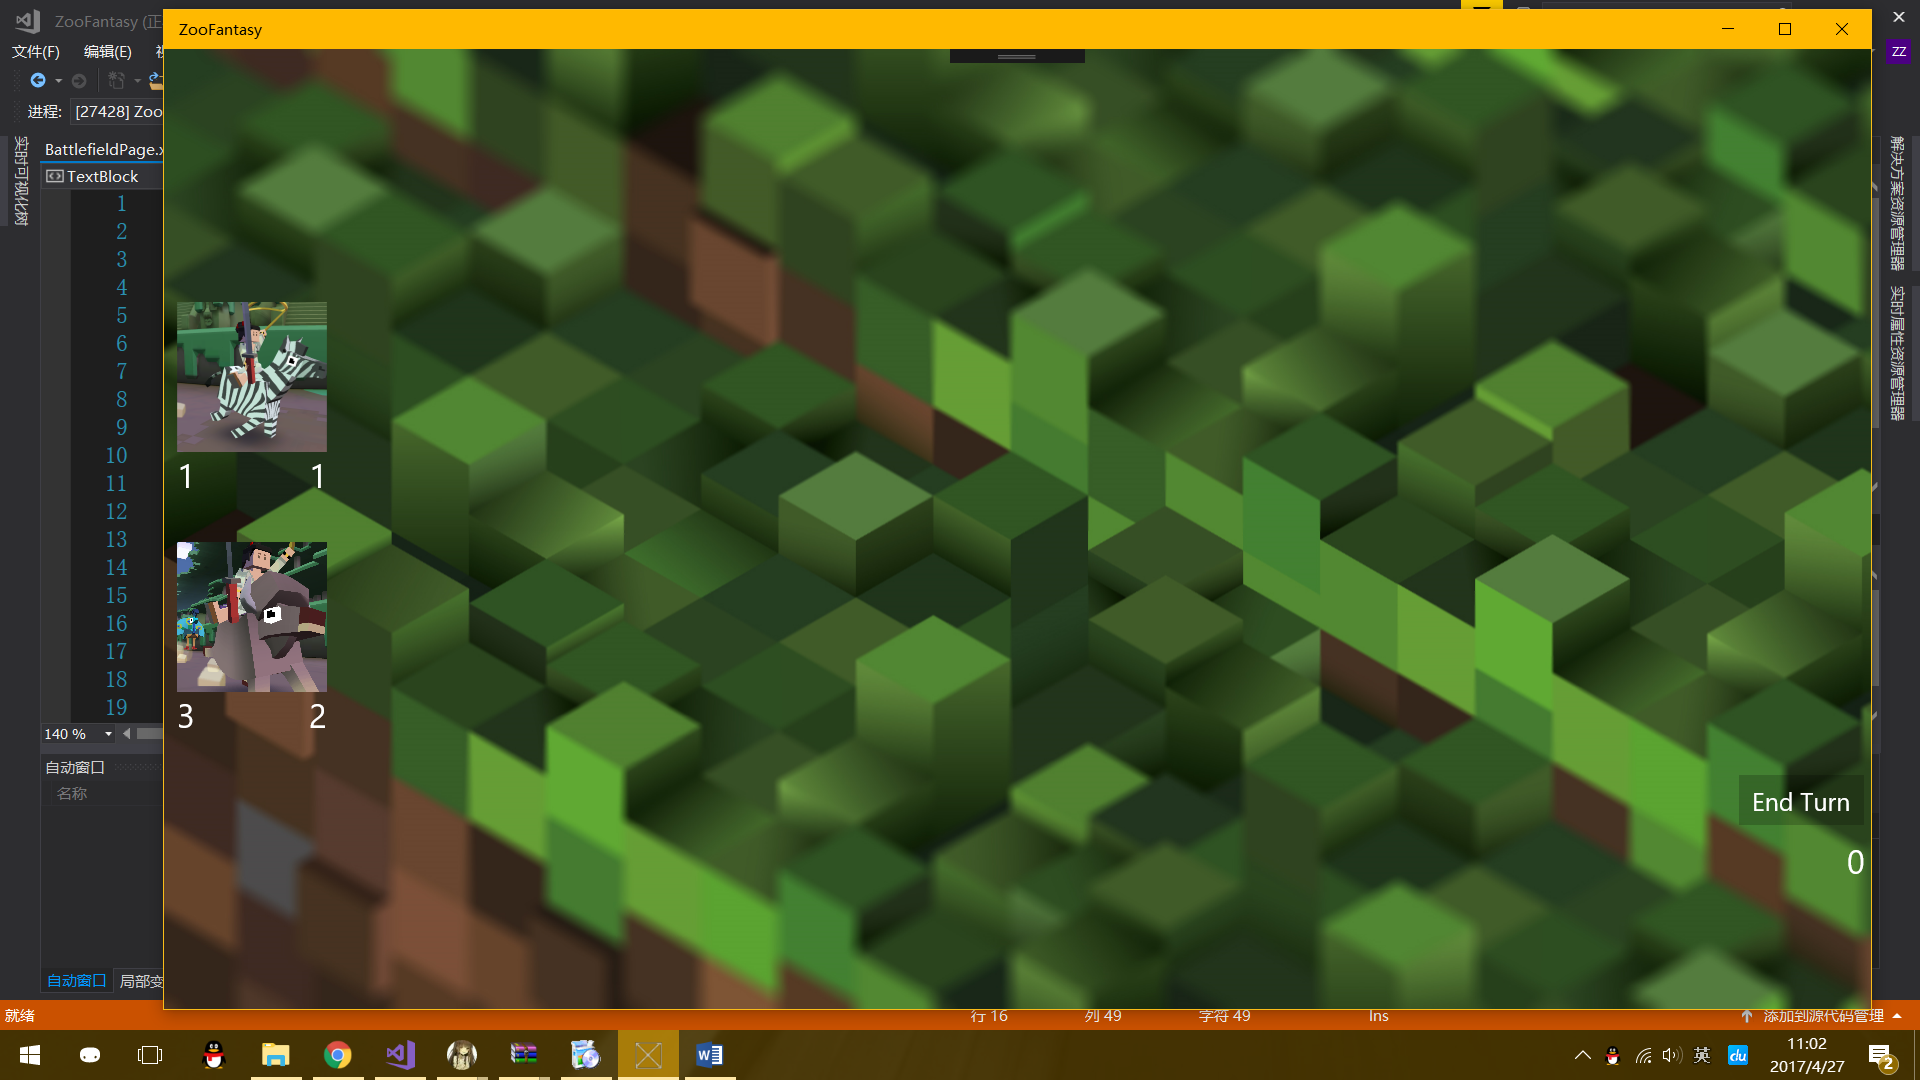 ZooFantasy (正
ZZ
文件(F) 编辑(E)
进程: [27428] Zoo
BattlefieldPage.x
TextBlock
实时可视化树
1
2
3
4
5
6
7
8
9
10
11
12
13
14
15
16
17
18
19
140 %
自动窗口
名称
自动窗口 局部变
ZooFantasy
1 1
3 2
End Turn
0
解决方案资源管理器
实时属性资源管理器
就绪 行 16 列 49 字符 49 Ins 添加到源代码管理
英 du 11:02
2017/4/27 2